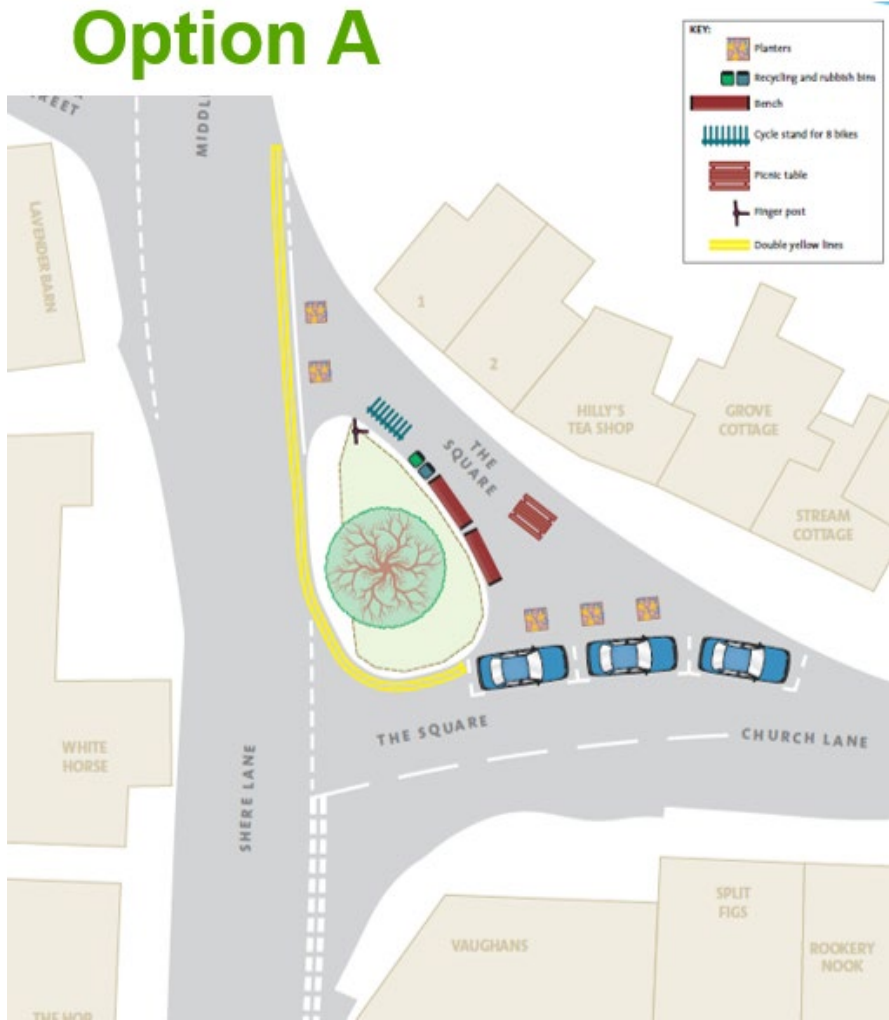 Option A
KEY:
Planters
Recycling and rubbish bins
Bench
Cycle stand for 8 bikes
Picnic table
Finger post
Double yellow lines
LAVENDER BARN
1
2
HILLY'S
TEA SHOP
GROVE
COTTAGE
STREAM
COTTAGE
THE
SQUARE
WHITE
HORSE
SHERE LANE
THE SQUARE
CHURCH LANE
VAUGHANS
SPLIT
FIGS
ROOKERY
NOOK